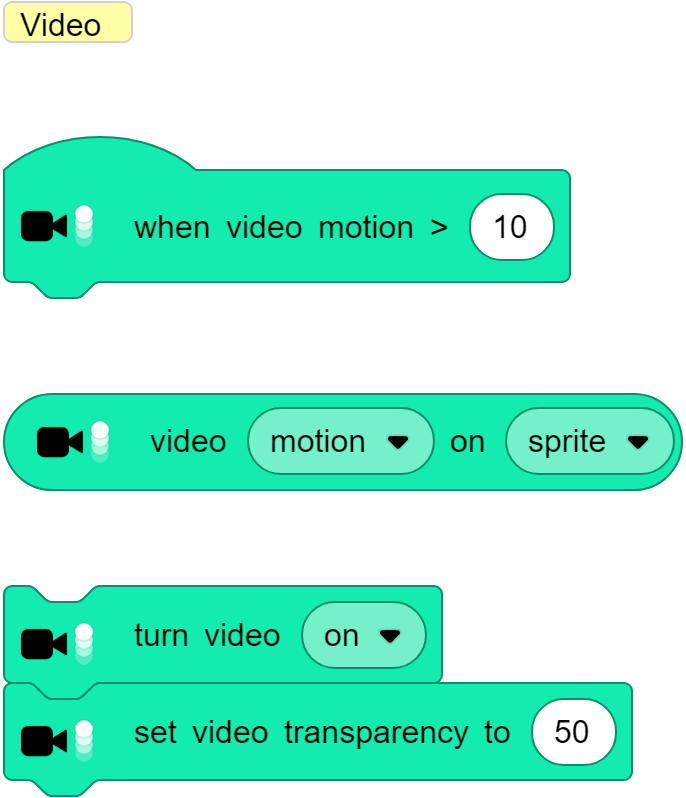 Video
when video motion > 10
video motion on sprite
turn video on
set video transparency to 50